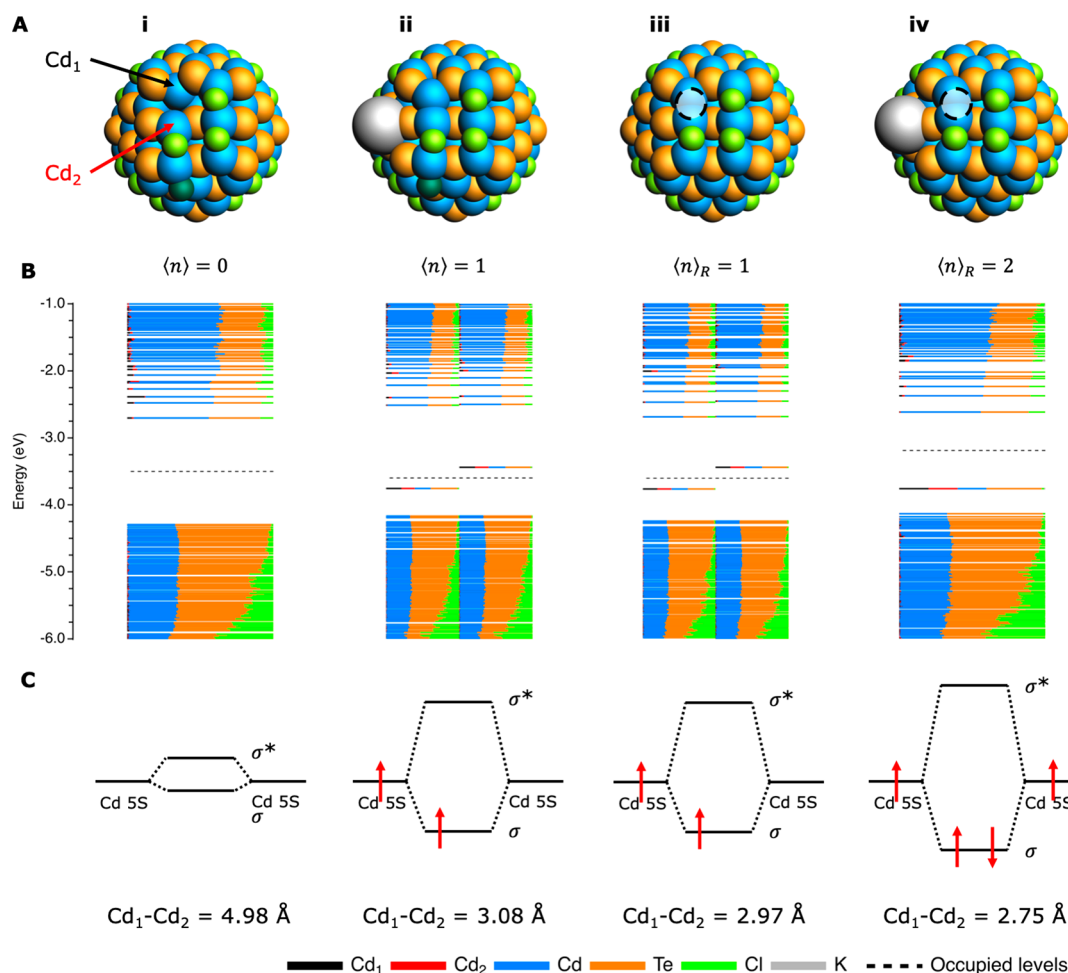 A
i
ii
iii
iv
Cd₁
Cd₂
B
⟨n⟩ = 0
⟨n⟩ = 1
⟨n⟩R = 1
⟨n⟩R = 2
Energy (eV)
-1.0
-2.0
-3.0
-4.0
-5.0
-6.0
C
σ*
Cd 5S
Cd 5S
σ
σ*
Cd 5S
Cd 5S
σ
σ*
Cd 5S
Cd 5S
σ
σ*
Cd 5S
Cd 5S
σ
Cd₁-Cd₂ = 4.98 Å
Cd₁-Cd₂ = 3.08 Å
Cd₁-Cd₂ = 2.97 Å
Cd₁-Cd₂ = 2.75 Å
Cd₁
Cd₂
Cd
Te
Cl
K
Occupied levels